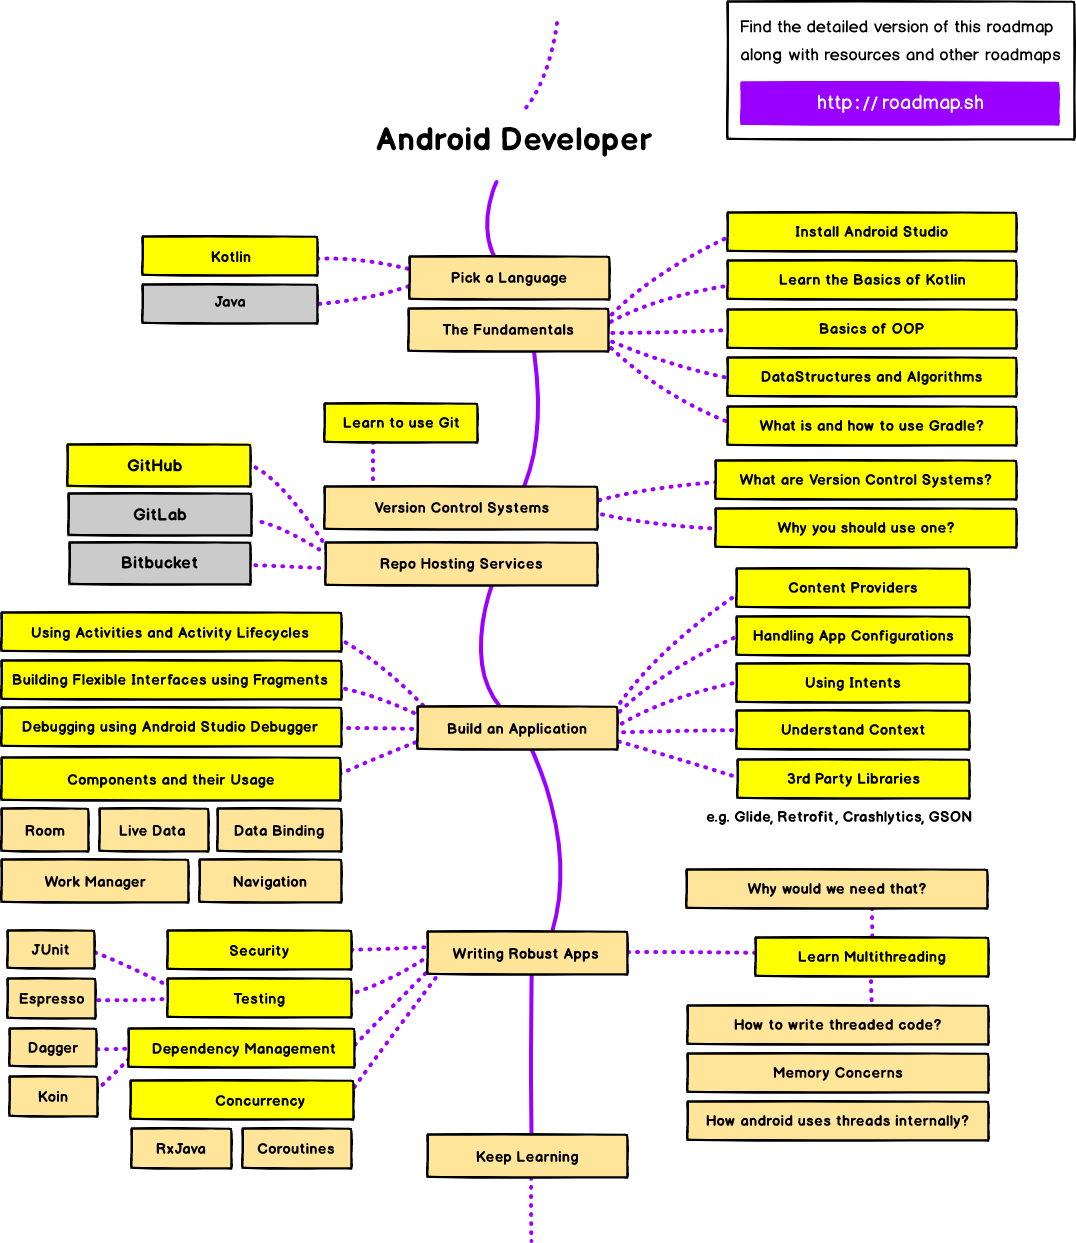 Find the detailed version of this roadmap
along with resources and other roadmaps
http://roadmap.sh
Android Developer
Kotlin
Java
Pick a Language
The Fundamentals
Install Android Studio
Learn the Basics of Kotlin
Basics of OOP
DataStructures and Algorithms
What is and how to use Gradle?
Learn to use Git
GitHub
GitLab
Bitbucket
Version Control Systems
Repo Hosting Services
What are Version Control Systems?
Why you should use one?
Using Activities and Activity Lifecycles
Building Flexible Interfaces using Fragments
Debugging using Android Studio Debugger
Components and their Usage
Room
Live Data
Data Binding
Work Manager
Navigation
Build an Application
Content Providers
Handling App Configurations
Using Intents
Understand Context
3rd Party Libraries
e.g. Glide, Retrofit, Crashlytics, GSON
JUnit
Espresso
Dagger
Koin
Security
Testing
Dependency Management
Concurrency
RxJava
Coroutines
Writing Robust Apps
Why would we need that?
Learn Multithreading
How to write threaded code?
Memory Concerns
How android uses threads internally?
Keep Learning